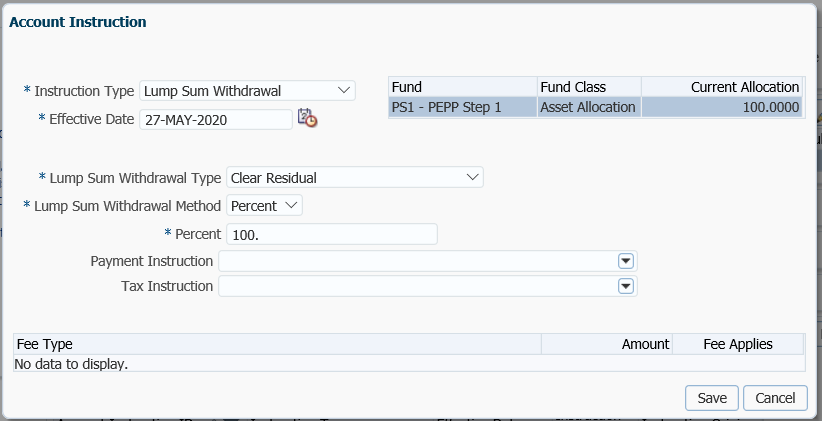 Account Instruction
* Instruction Type Lump Sum Withdrawal
* Effective Date 27-MAY-2020
Fund Fund Class Current Allocation
PS1 - PEPP Step 1 Asset Allocation 100.0000
* Lump Sum Withdrawal Type Clear Residual
* Lump Sum Withdrawal Method Percent
* Percent 100.
Payment Instruction
Tax Instruction
Fee Type Amount Fee Applies
No data to display.
Save Cancel